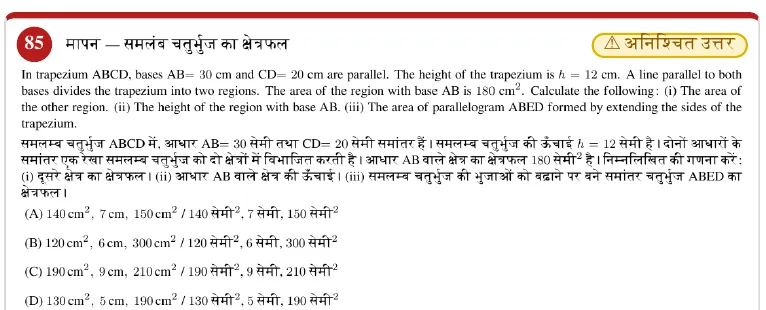 85 मापन — समलंब चतुर्भुज का क्षेत्रफल ⚠ अनिश्चित उत्तर
In trapezium ABCD, bases AB= 30 cm and CD= 20 cm are parallel. The height of the trapezium is h = 12 cm. A line parallel to both
bases divides the trapezium into two regions. The area of the region with base AB is 180 cm². Calculate the following: (i) The area of
the other region. (ii) The height of the region with base AB. (iii) The area of parallelogram ABED formed by extending the sides of the
trapezium.
समलम्ब चतुर्भुज ABCD में, आधार AB= 30 सेमी तथा CD= 20 सेमी समांतर हैं। समलम्ब चतुर्भुज की ऊँचाई h = 12 सेमी है। दोनों आधारों के
समांतर एक रेखा समलम्ब चतुर्भुज को दो क्षेत्रों में विभाजित करती है। आधार AB वाले क्षेत्र का क्षेत्रफल 180 सेमी² है। निम्नलिखित की गणना करें:
(i) दूसरे क्षेत्र का क्षेत्रफल। (ii) आधार AB वाले क्षेत्र की ऊँचाई। (iii) समलम्ब चतुर्भुज की भुजाओं को बढ़ाने पर बने समांतर चतुर्भुज ABED का
क्षेत्रफल।
(A) 140 cm², 7 cm, 150 cm² / 140 सेमी², 7 सेमी, 150 सेमी²
(B) 120 cm², 6 cm, 300 cm² / 120 सेमी², 6 सेमी, 300 सेमी²
(C) 190 cm², 9 cm, 210 cm² / 190 सेमी², 9 सेमी, 210 सेमी²
(D) 130 cm², 5 cm, 190 cm² / 130 सेमी², 5 सेमी, 190 सेमी²